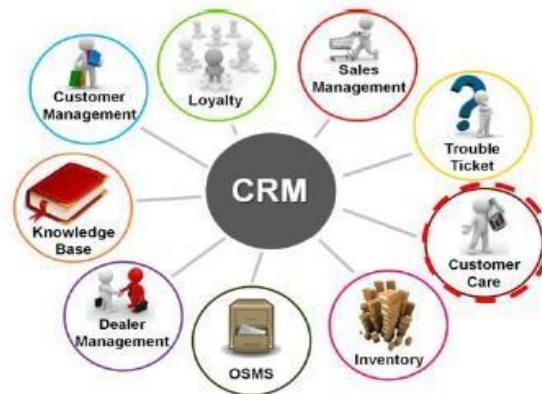 Customer
Management
Loyalty
Sales
Management
Trouble
Ticket
CRM
Knowledge
Base
Customer
Care
Dealer
Management
OSMS
Inventory